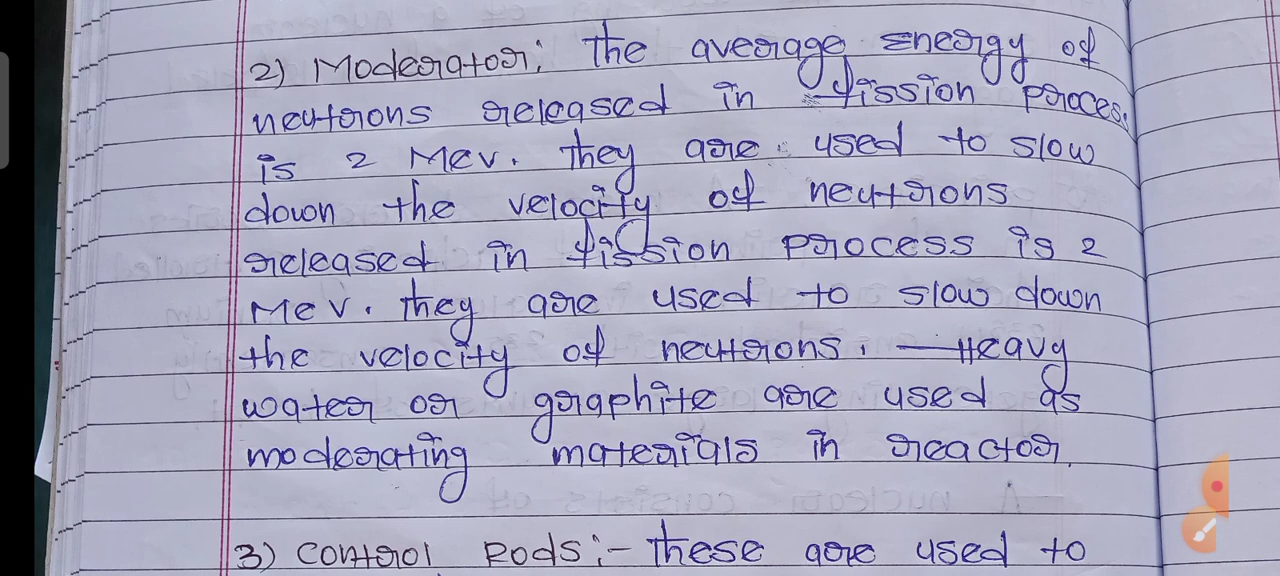 2) Moderator: The average Energy of
neutrons released in fission proces.
is 2 Mev. They are used to slow
down the velocity of neutrons
released in fission process is 2
Mev. They are used to slow down
the velocity of neutrons. Heavy
water or graphite are used as
moderating materials in reactor.
3) Control Rods:- These are used to